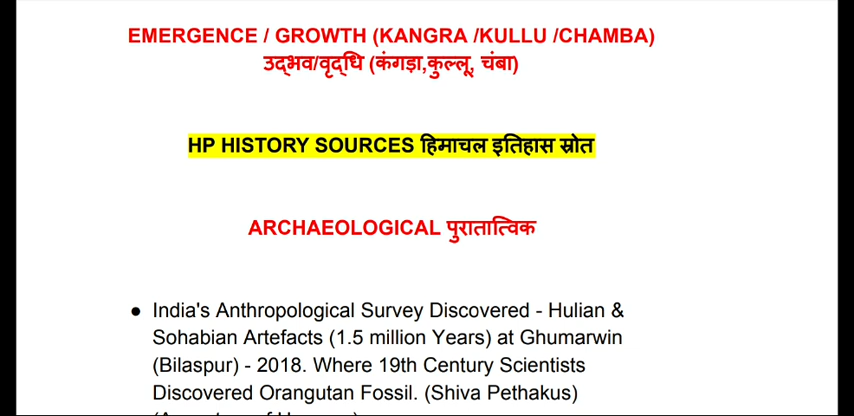 EMERGENCE / GROWTH (KANGRA /KULLU /CHAMBA)
उद्भव/वृद्धि (कंगड़ा,कुल्लू, चंबा)
HP HISTORY SOURCES हिमाचल इतिहास स्रोत
ARCHAEOLOGICAL पुरातात्विक
● India's Anthropological Survey Discovered - Hulian &
Sohabian Artefacts (1.5 million Years) at Ghumarwin
(Bilaspur) - 2018. Where 19th Century Scientists
Discovered Orangutan Fossil. (Shiva Pethakus)